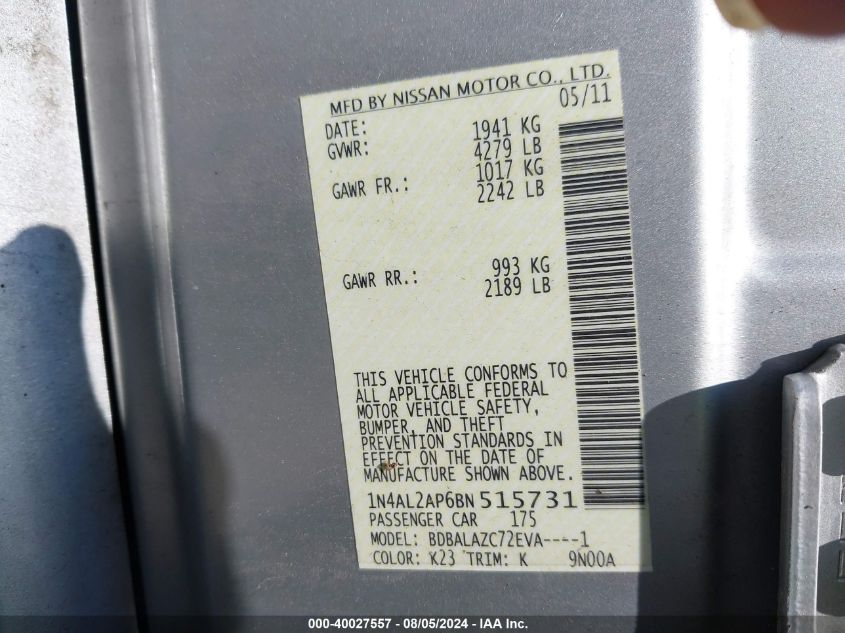 MFD BY NISSAN MOTOR CO., LTD.
DATE: 05/11
GVWR: 1941 KG
4279 LB
GAWR FR.: 1017 KG
2242 LB
GAWR RR.: 993 KG
2189 LB
THIS VEHICLE CONFORMS TO
ALL APPLICABLE FEDERAL
MOTOR VEHICLE SAFETY,
BUMPER, AND THEFT
PREVENTION STANDARDS IN
EFFECT ON THE DATE OF
MANUFACTURE SHOWN ABOVE.
1N4AL2AP6BN515731
PASSENGER CAR 175
MODEL: BDBALAZC72EVA----1
COLOR: K23 TRIM: K 9N00A
000-40027557 - 08/05/2024 - IAA Inc.